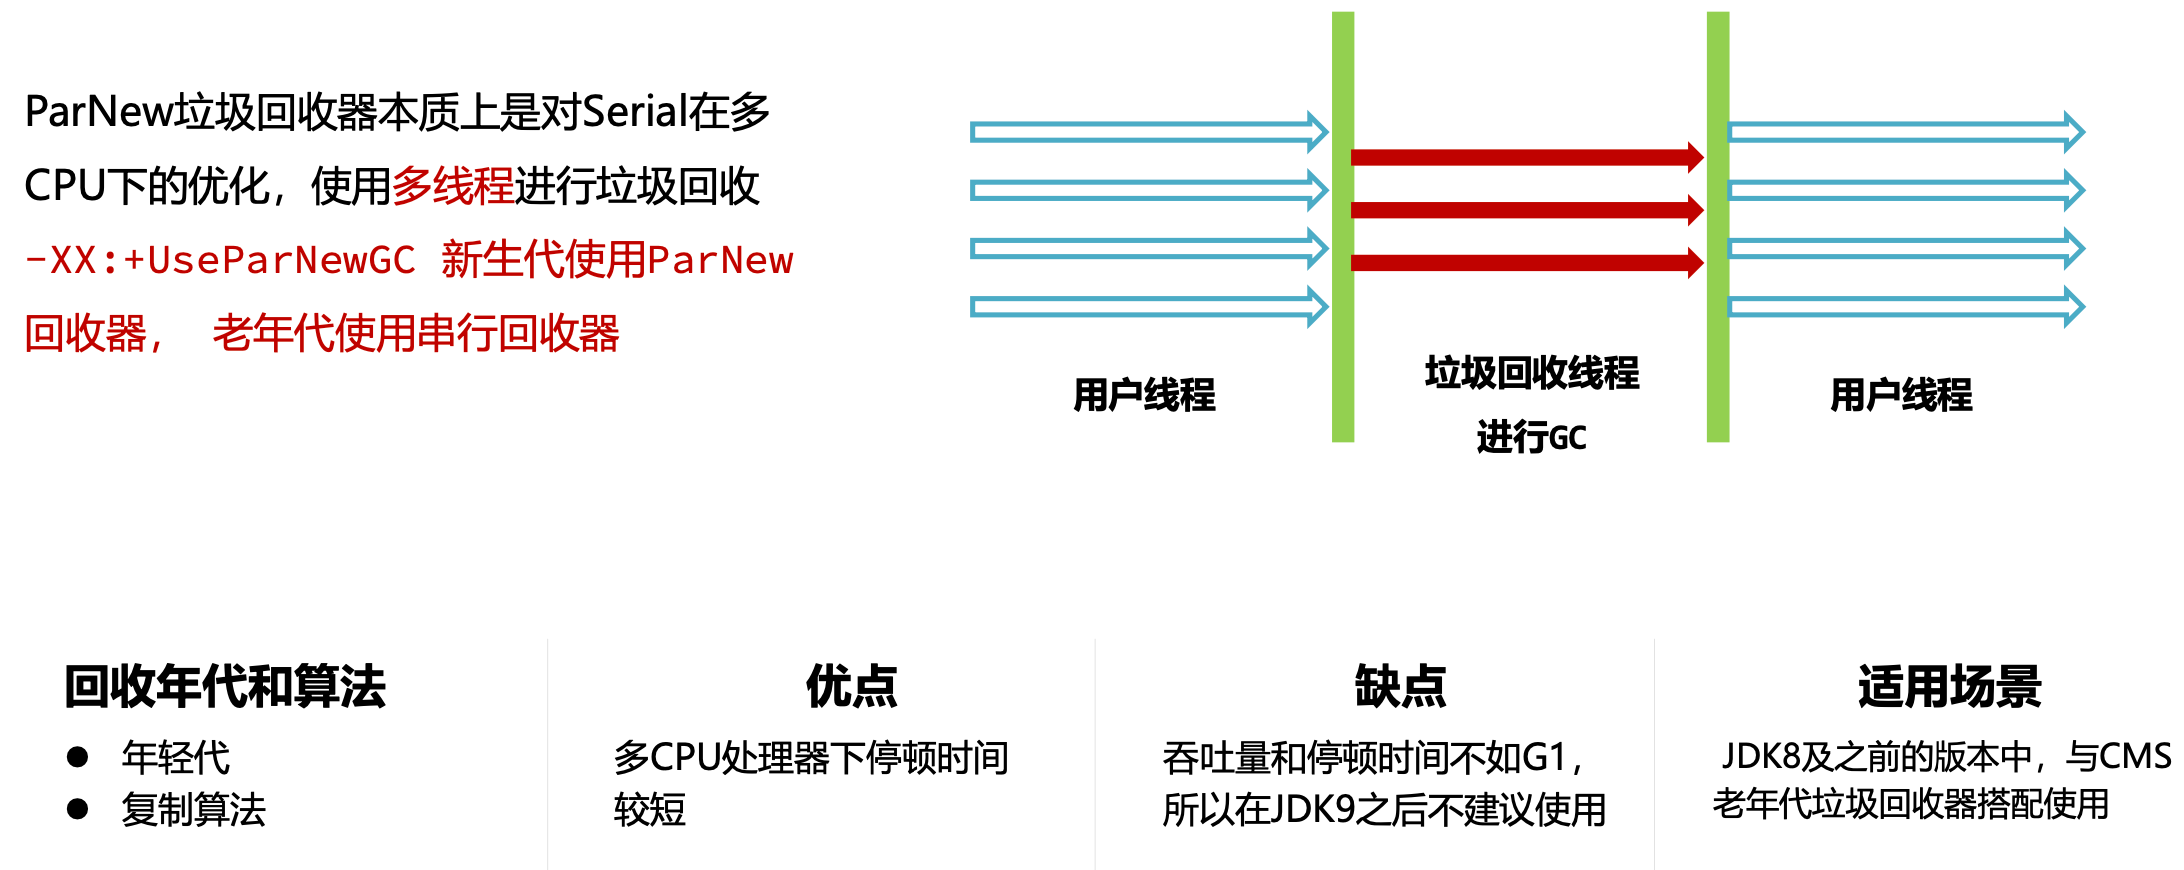 ParNew垃圾回收器本质上是对Serial在多
CPU下的优化，使用多线程进行垃圾回收
-XX:+UseParNewGC 新生代使用ParNew
回收器， 老年代使用串行回收器
用户线程
垃圾回收线程
进行GC
用户线程
回收年代和算法
● 年轻代
● 复制算法
优点
多CPU处理器下停顿时间
较短
缺点
吞吐量和停顿时间不如G1，
所以在JDK9之后不建议使用
适用场景
JDK8及之前的版本中，与CMS
老年代垃圾回收器搭配使用